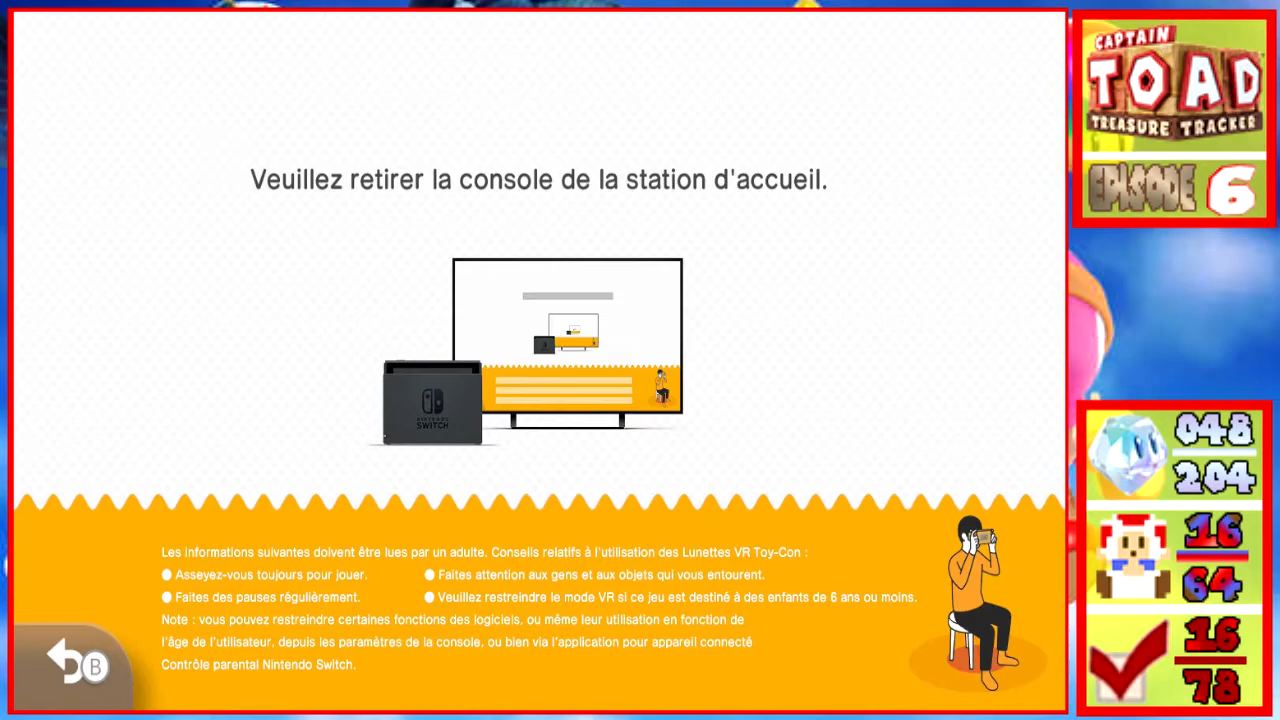 Veuillez retirer la console de la station d'accueil.
NINTENDO
SWITCH
Les informations suivantes doivent être lues par un adulte. Conseils relatifs à l'utilisation des Lunettes VR Toy-Con :
● Asseyez-vous toujours pour jouer.
● Faites attention aux gens et aux objets qui vous entourent.
● Faites des pauses régulièrement.
● Veuillez restreindre le mode VR si ce jeu est destiné à des enfants de 6 ans ou moins.
Note : vous pouvez restreindre certaines fonctions des logiciels, ou même leur utilisation en fonction de
l'âge de l'utilisateur, depuis les paramètres de la console, ou bien via l'application pour appareil connecté
Contrôle parental Nintendo Switch.
B
CAPTAIN
TOAD
TREASURE TRACKER
EPISODE 6
048
204
16
64
16
78